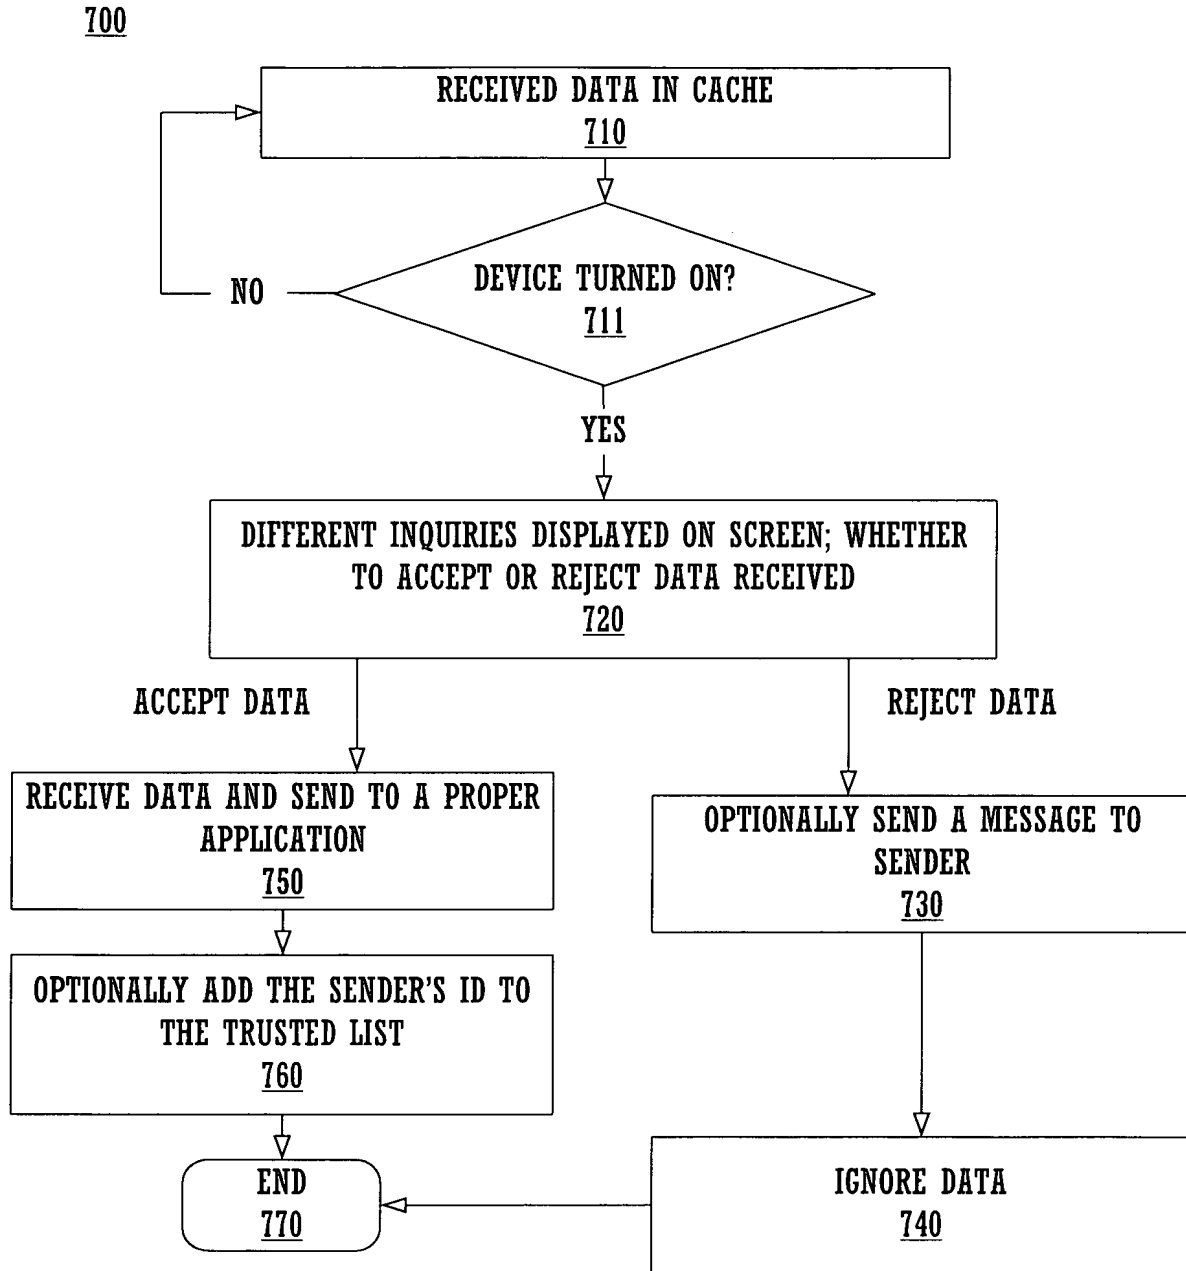 700
RECEIVED DATA IN CACHE
710
DEVICE TURNED ON?
711
NO
YES
DIFFERENT INQUIRIES DISPLAYED ON SCREEN; WHETHER
TO ACCEPT OR REJECT DATA RECEIVED
720
ACCEPT DATA
REJECT DATA
RECEIVE DATA AND SEND TO A PROPER
APPLICATION
750
OPTIONALLY SEND A MESSAGE TO
SENDER
730
OPTIONALLY ADD THE SENDER'S ID TO
THE TRUSTED LIST
760
END
770
IGNORE DATA
740